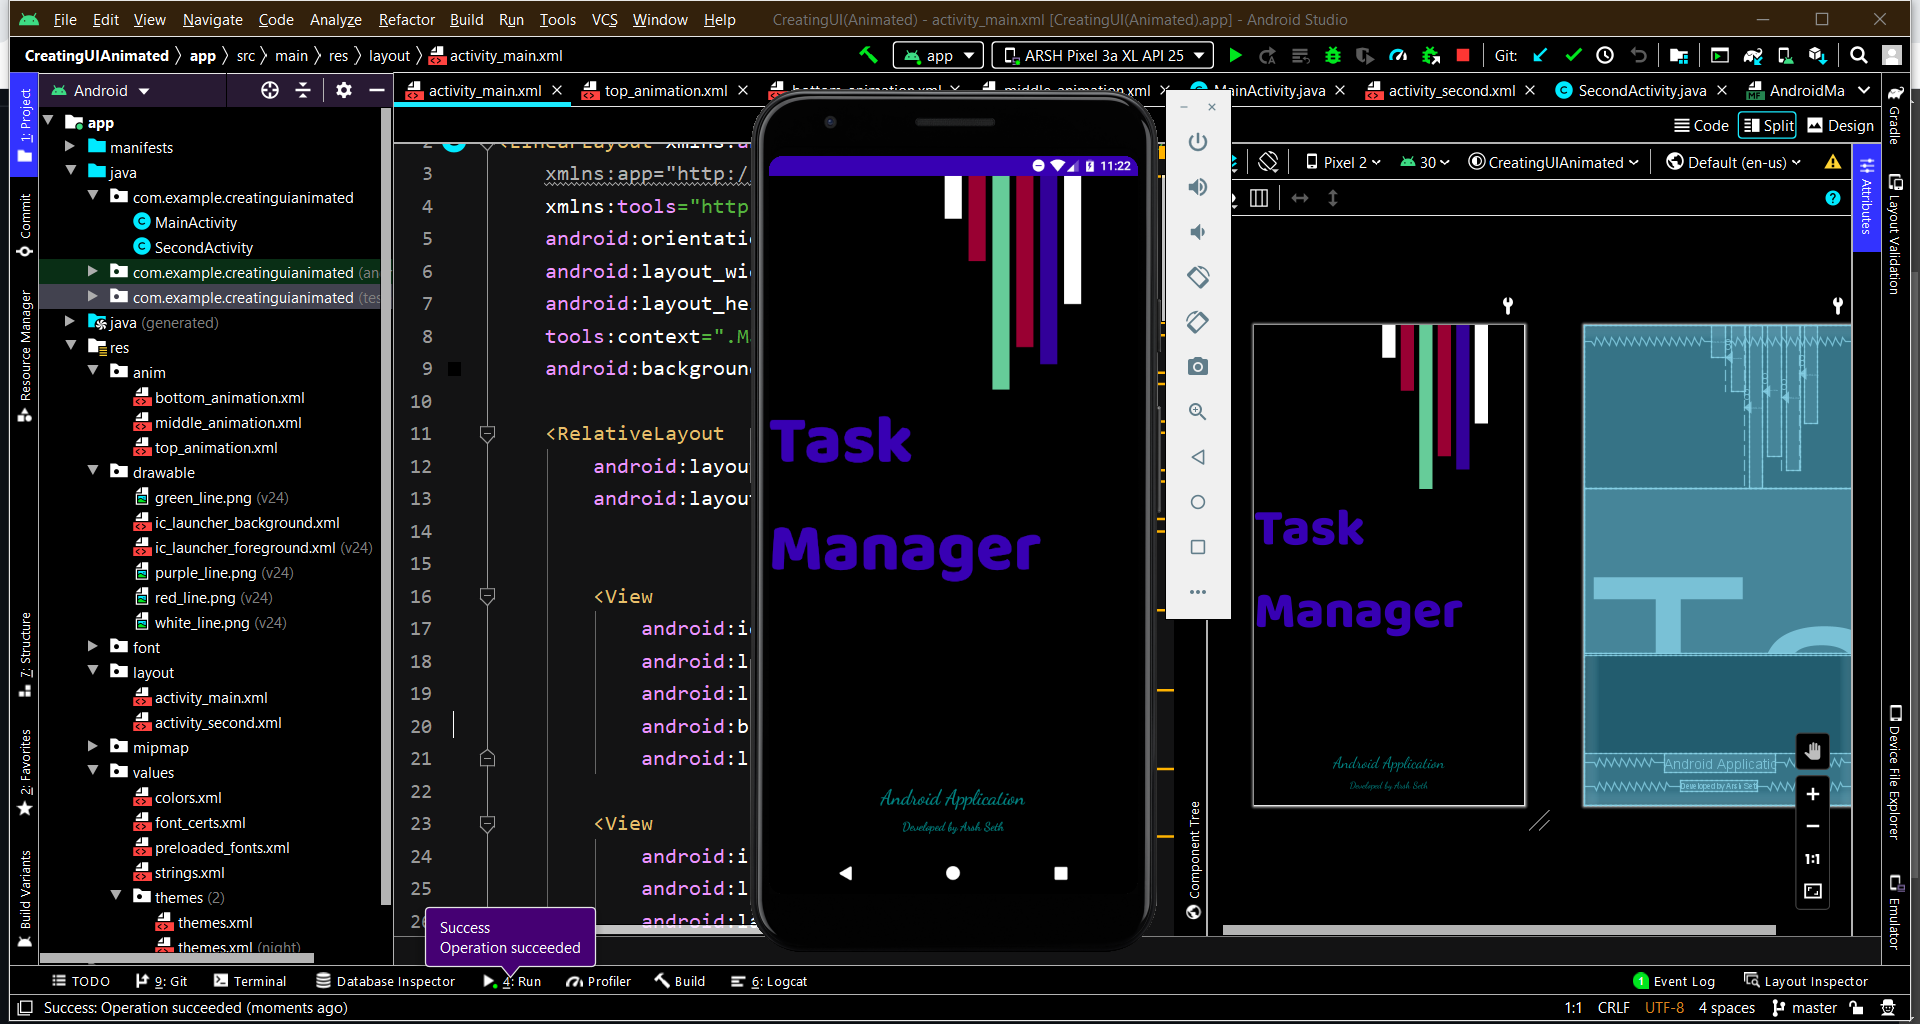 File Edit View Navigate Code Analyze Refactor Build Run Tools VCS Window Help CreatingUI(Animated) - activity_main.xml [CreatingUI(Animated).app] - Android Studio
CreatingUIAnimated app src main res layout activity_main.xml app ARSH Pixel 3a XL API 25 Git:
Android activity_main.xml top_animation.xml bottom_animation.xml middle_animation.xml MainActivity.java activity_second.xml SecondActivity.java AndroidMa
Code Split Design
Pixel 2 30 CreatingUIAnimated Default (en-us)
1: Project
Commit
Resource Manager
7: Structure
2: Favorites
Build Variants
app
manifests
java
com.example.creatinguianimated
MainActivity
SecondActivity
com.example.creatinguianimated (an
com.example.creatinguianimated (tes
java (generated)
res
anim
bottom_animation.xml
middle_animation.xml
top_animation.xml
drawable
green_line.png (v24)
ic_launcher_background.xml
ic_launcher_foreground.xml (v24)
purple_line.png (v24)
red_line.png (v24)
white_line.png (v24)
font
layout
activity_main.xml
activity_second.xml
mipmap
values
colors.xml
font_certs.xml
preloaded_fonts.xml
strings.xml
themes (2)
themes.xml
themes.xml (night)
2 <LinearLayout xmlns:a
3 xmlns:app="http:/
4 xmlns:tools="http
5 android:orientati
6 android:layout_wi
7 android:layout_he
8 tools:context=".M
9 android:backgroun
10
11 <RelativeLayout
12 android:layou
13 android:layou
14
15
16 <View
17 android:i
18 android:l
19 android:l
20 android:b
21 android:l
22
23 <View
24 android:i
25 android:l
26 android:la
11:22
Task
Manager
Android Application
Developed by Arsh Seth
Task
Manager
Android Application
Developed by Arsh Seth
Android Applicatio
Developed by Arsh Seth
1:1
Component Tree
Gradle
Attributes
Layout Validation
Device File Explorer
Emulator
Success
Operation succeeded
TODO 9: Git Terminal Database Inspector 4: Run Profiler Build 6: Logcat 1 Event Log Layout Inspector
Success: Operation succeeded (moments ago) 1:1 CRLF UTF-8 4 spaces master